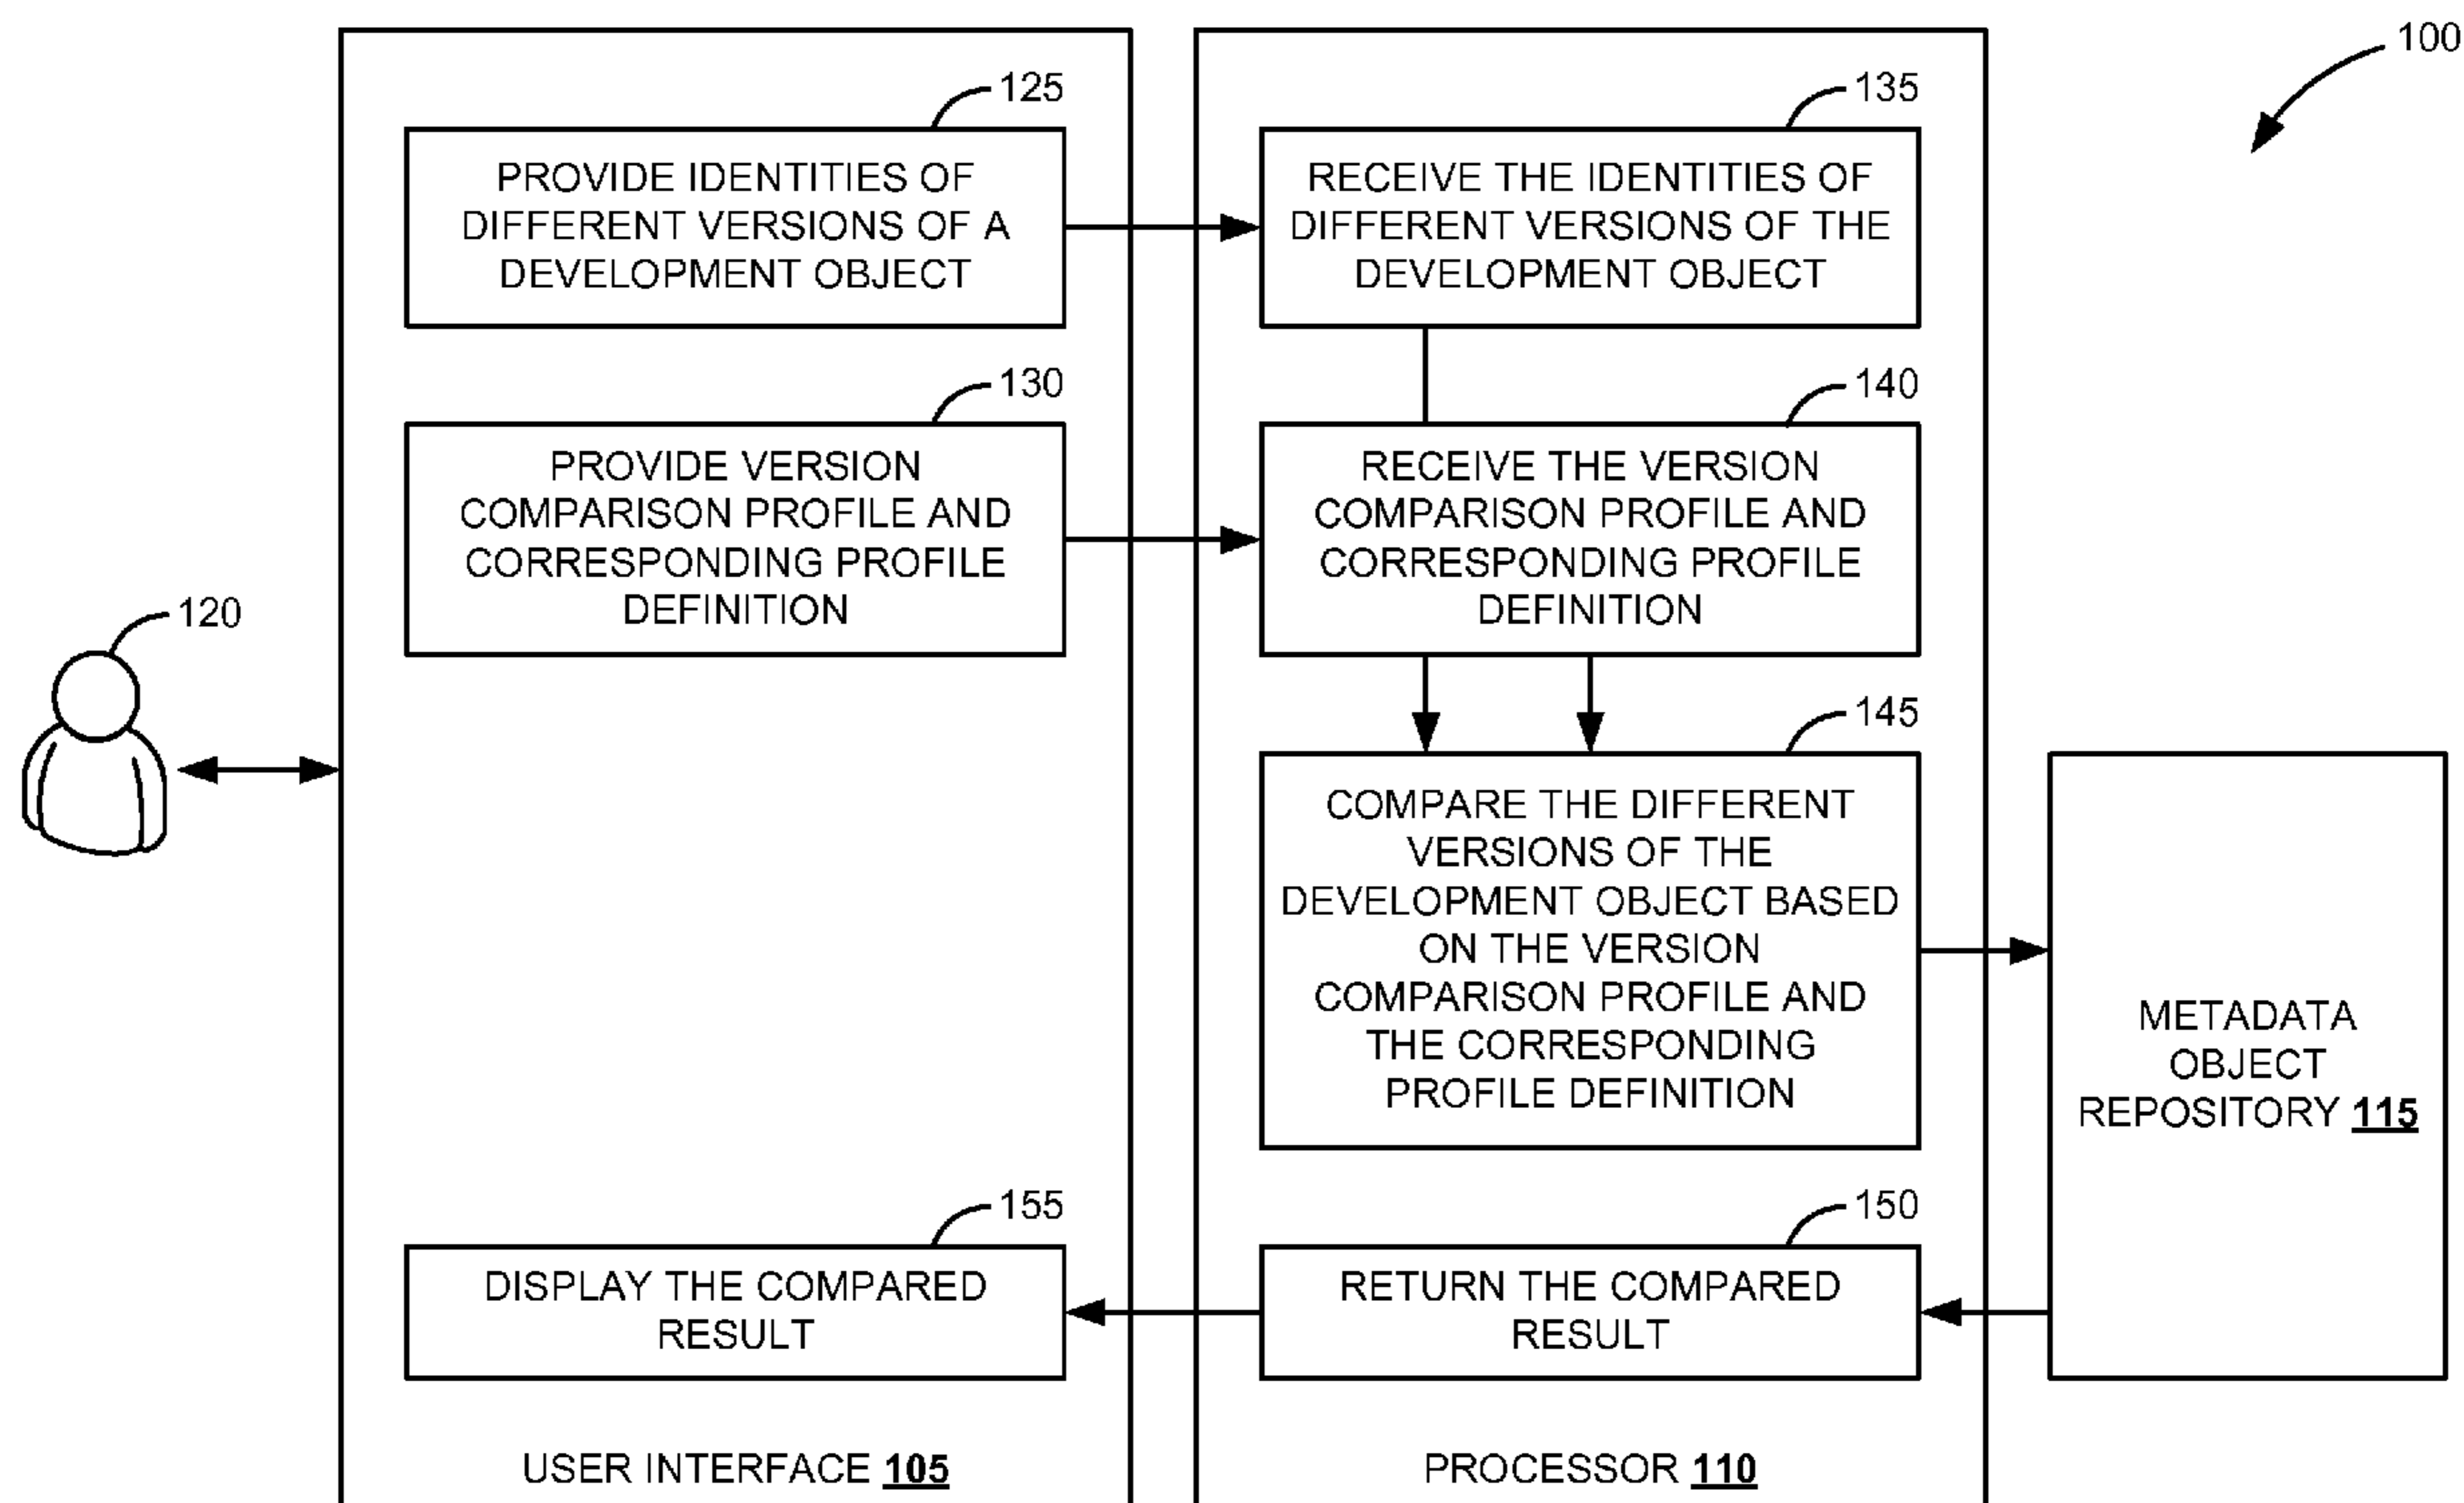 100
125
PROVIDE IDENTITIES OF
DIFFERENT VERSIONS OF A
DEVELOPMENT OBJECT
135
RECEIVE THE IDENTITIES OF
DIFFERENT VERSIONS OF THE
DEVELOPMENT OBJECT
130
PROVIDE VERSION
COMPARISON PROFILE AND
CORRESPONDING PROFILE
DEFINITION
140
RECEIVE THE VERSION
COMPARISON PROFILE AND
CORRESPONDING PROFILE
DEFINITION
120
145
COMPARE THE DIFFERENT
VERSIONS OF THE
DEVELOPMENT OBJECT BASED
ON THE VERSION
COMPARISON PROFILE AND
THE CORRESPONDING
PROFILE DEFINITION
METADATA
OBJECT
REPOSITORY 115
155
DISPLAY THE COMPARED
RESULT
150
RETURN THE COMPARED
RESULT
USER INTERFACE 105
PROCESSOR 110